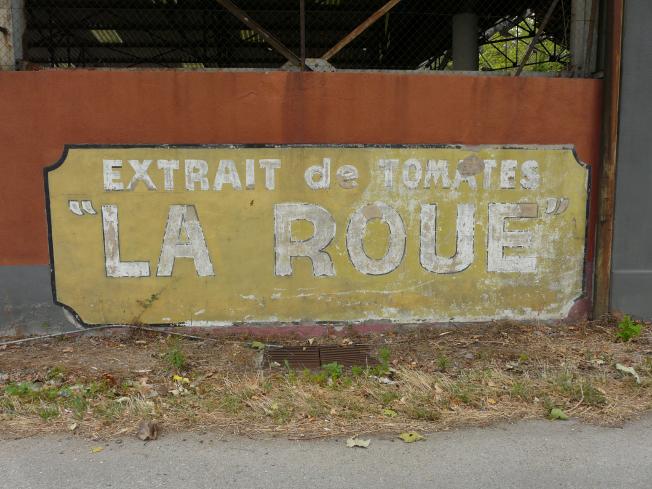 EXTRAIT de TOMATES
"LA ROUE"